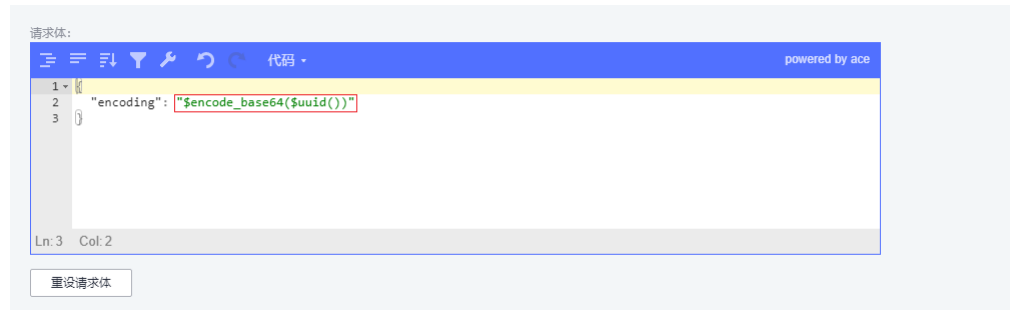 请求体:
代码 powered by ace
1 {
2 "encoding": "$encode_base64($uuid())"
3 }
Ln: 3 Col: 2
重设请求体